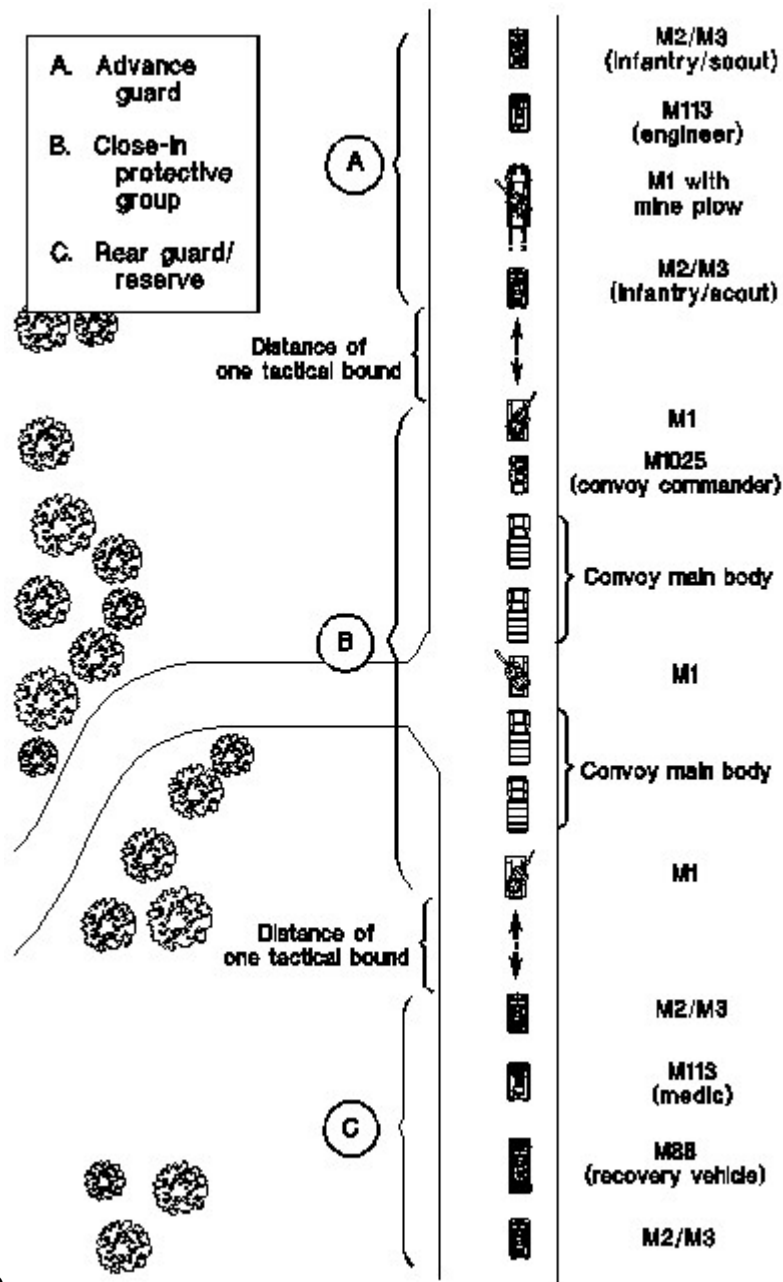 A. Advance
guard
B. Close-in
protective
group
C. Rear guard/
reserve
A
M2/M3
(infantry/scout)
M113
(engineer)
M1 with
mine plow
M2/M3
(infantry/scout)
Distance of
one tactical bound
M1
M1025
(convoy commander)
Convoy main body
B
M1
Convoy main body
M1
Distance of
one tactical bound
M2/M3
C
M113
(medic)
M88
(recovery vehicle)
M2/M3